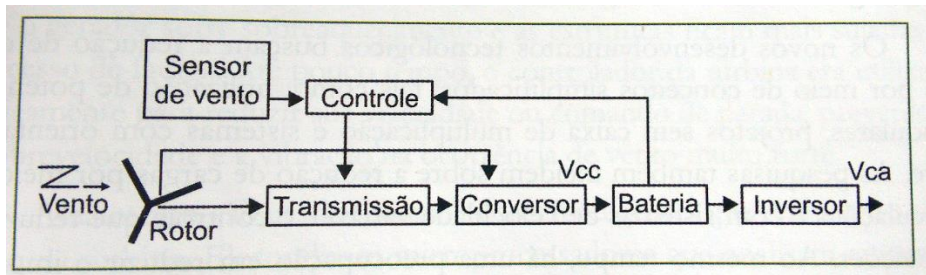 Sensor
de vento
Controle
Vcc
Vca
Vento
Rotor
Transmissão
Conversor
Bateria
Inversor